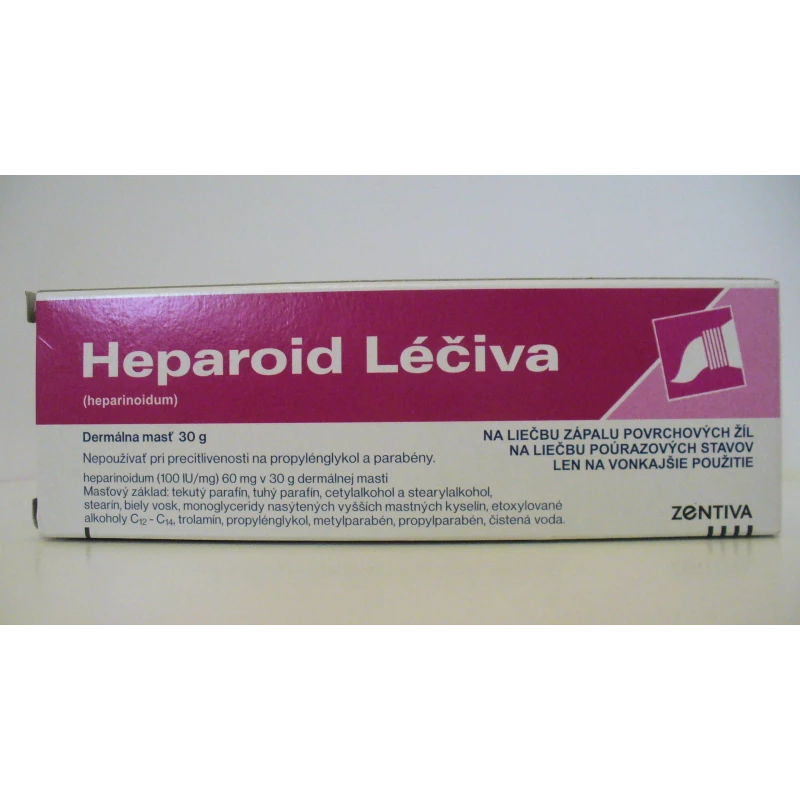 Heparoid Léčiva
(heparinoidum)
Dermálna masť 30 g
Nepoužívať pri precitlivenosti na propylénglykol a parabény.
heparinoidum (100 IU/mg) 60 mg v 30 g dermálnej masti
Masťový základ: tekutý parafín, tuhý parafín, cetylalkohol a stearylalkohol,
stearín, biely vosk, monoglyceridy nasýtených vyšších mastných kyselín, etoxylované
alkoholy C12 - C14, trolamín, propylénglykol, metylparabén, propylparabén, čistená voda.
NA LIEČBU ZÁPALU POVRCHOVÝCH ŽÍL
NA LIEČBU POÚRAZOVÝCH STAVOV
LEN NA VONKAJŠIE POUŽITIE
ZENTIVA